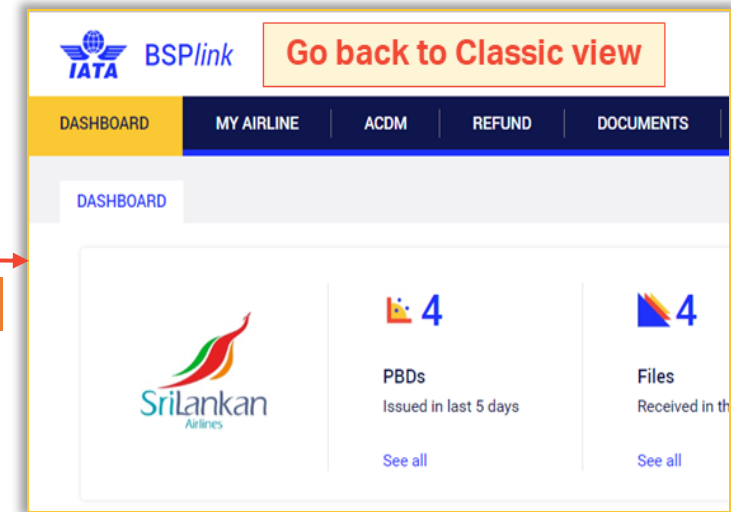 IATA
BSPlink
Go back to Classic view
DASHBOARD
MY AIRLINE
ACDM
REFUND
DOCUMENTS
DASHBOARD
SriLankan
Airlines
4
PBDs
Issued in last 5 days
See all
4
Files
Received in th
See all